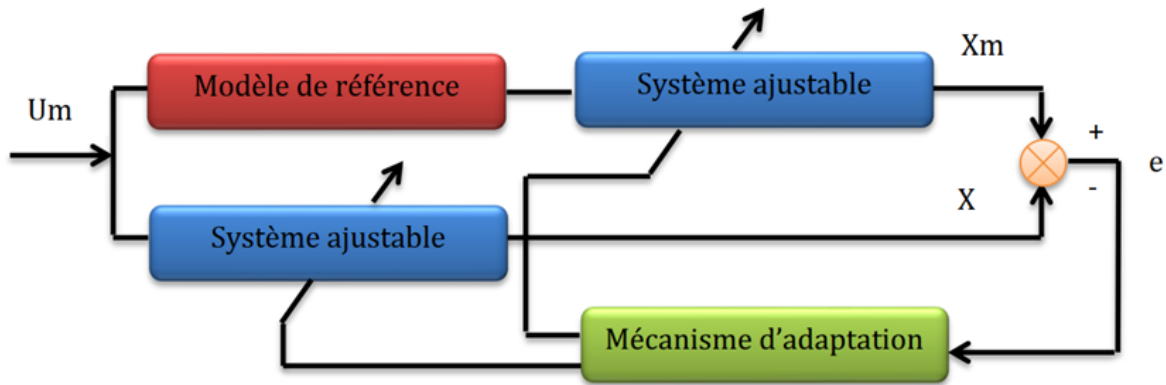 Modèle de référence
Système ajustable
Xm
Um
+
e
-
Système ajustable
X
Mécanisme d’adaptation